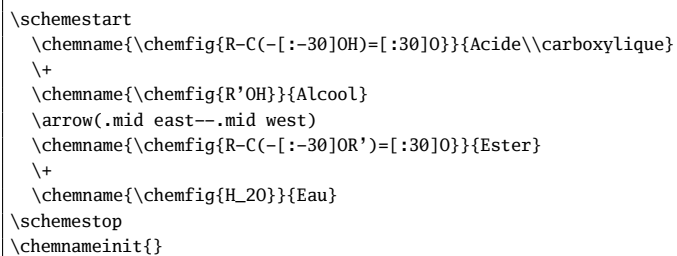 \schemestart
\chemname{\chemfig{R-C(-[:-30]OH)=[:30]O}}{Acide\\carboxylique}
\+
\chemname{\chemfig{R’OH}}{Alcool}
\arrow(.mid east--.mid west)
\chemname{\chemfig{R-C(-[:-30]OR’)=[:30]O}}{Ester}
\+
\chemname{\chemfig{H_2O}}{Eau}
\schemestop
\chemnameinit{}